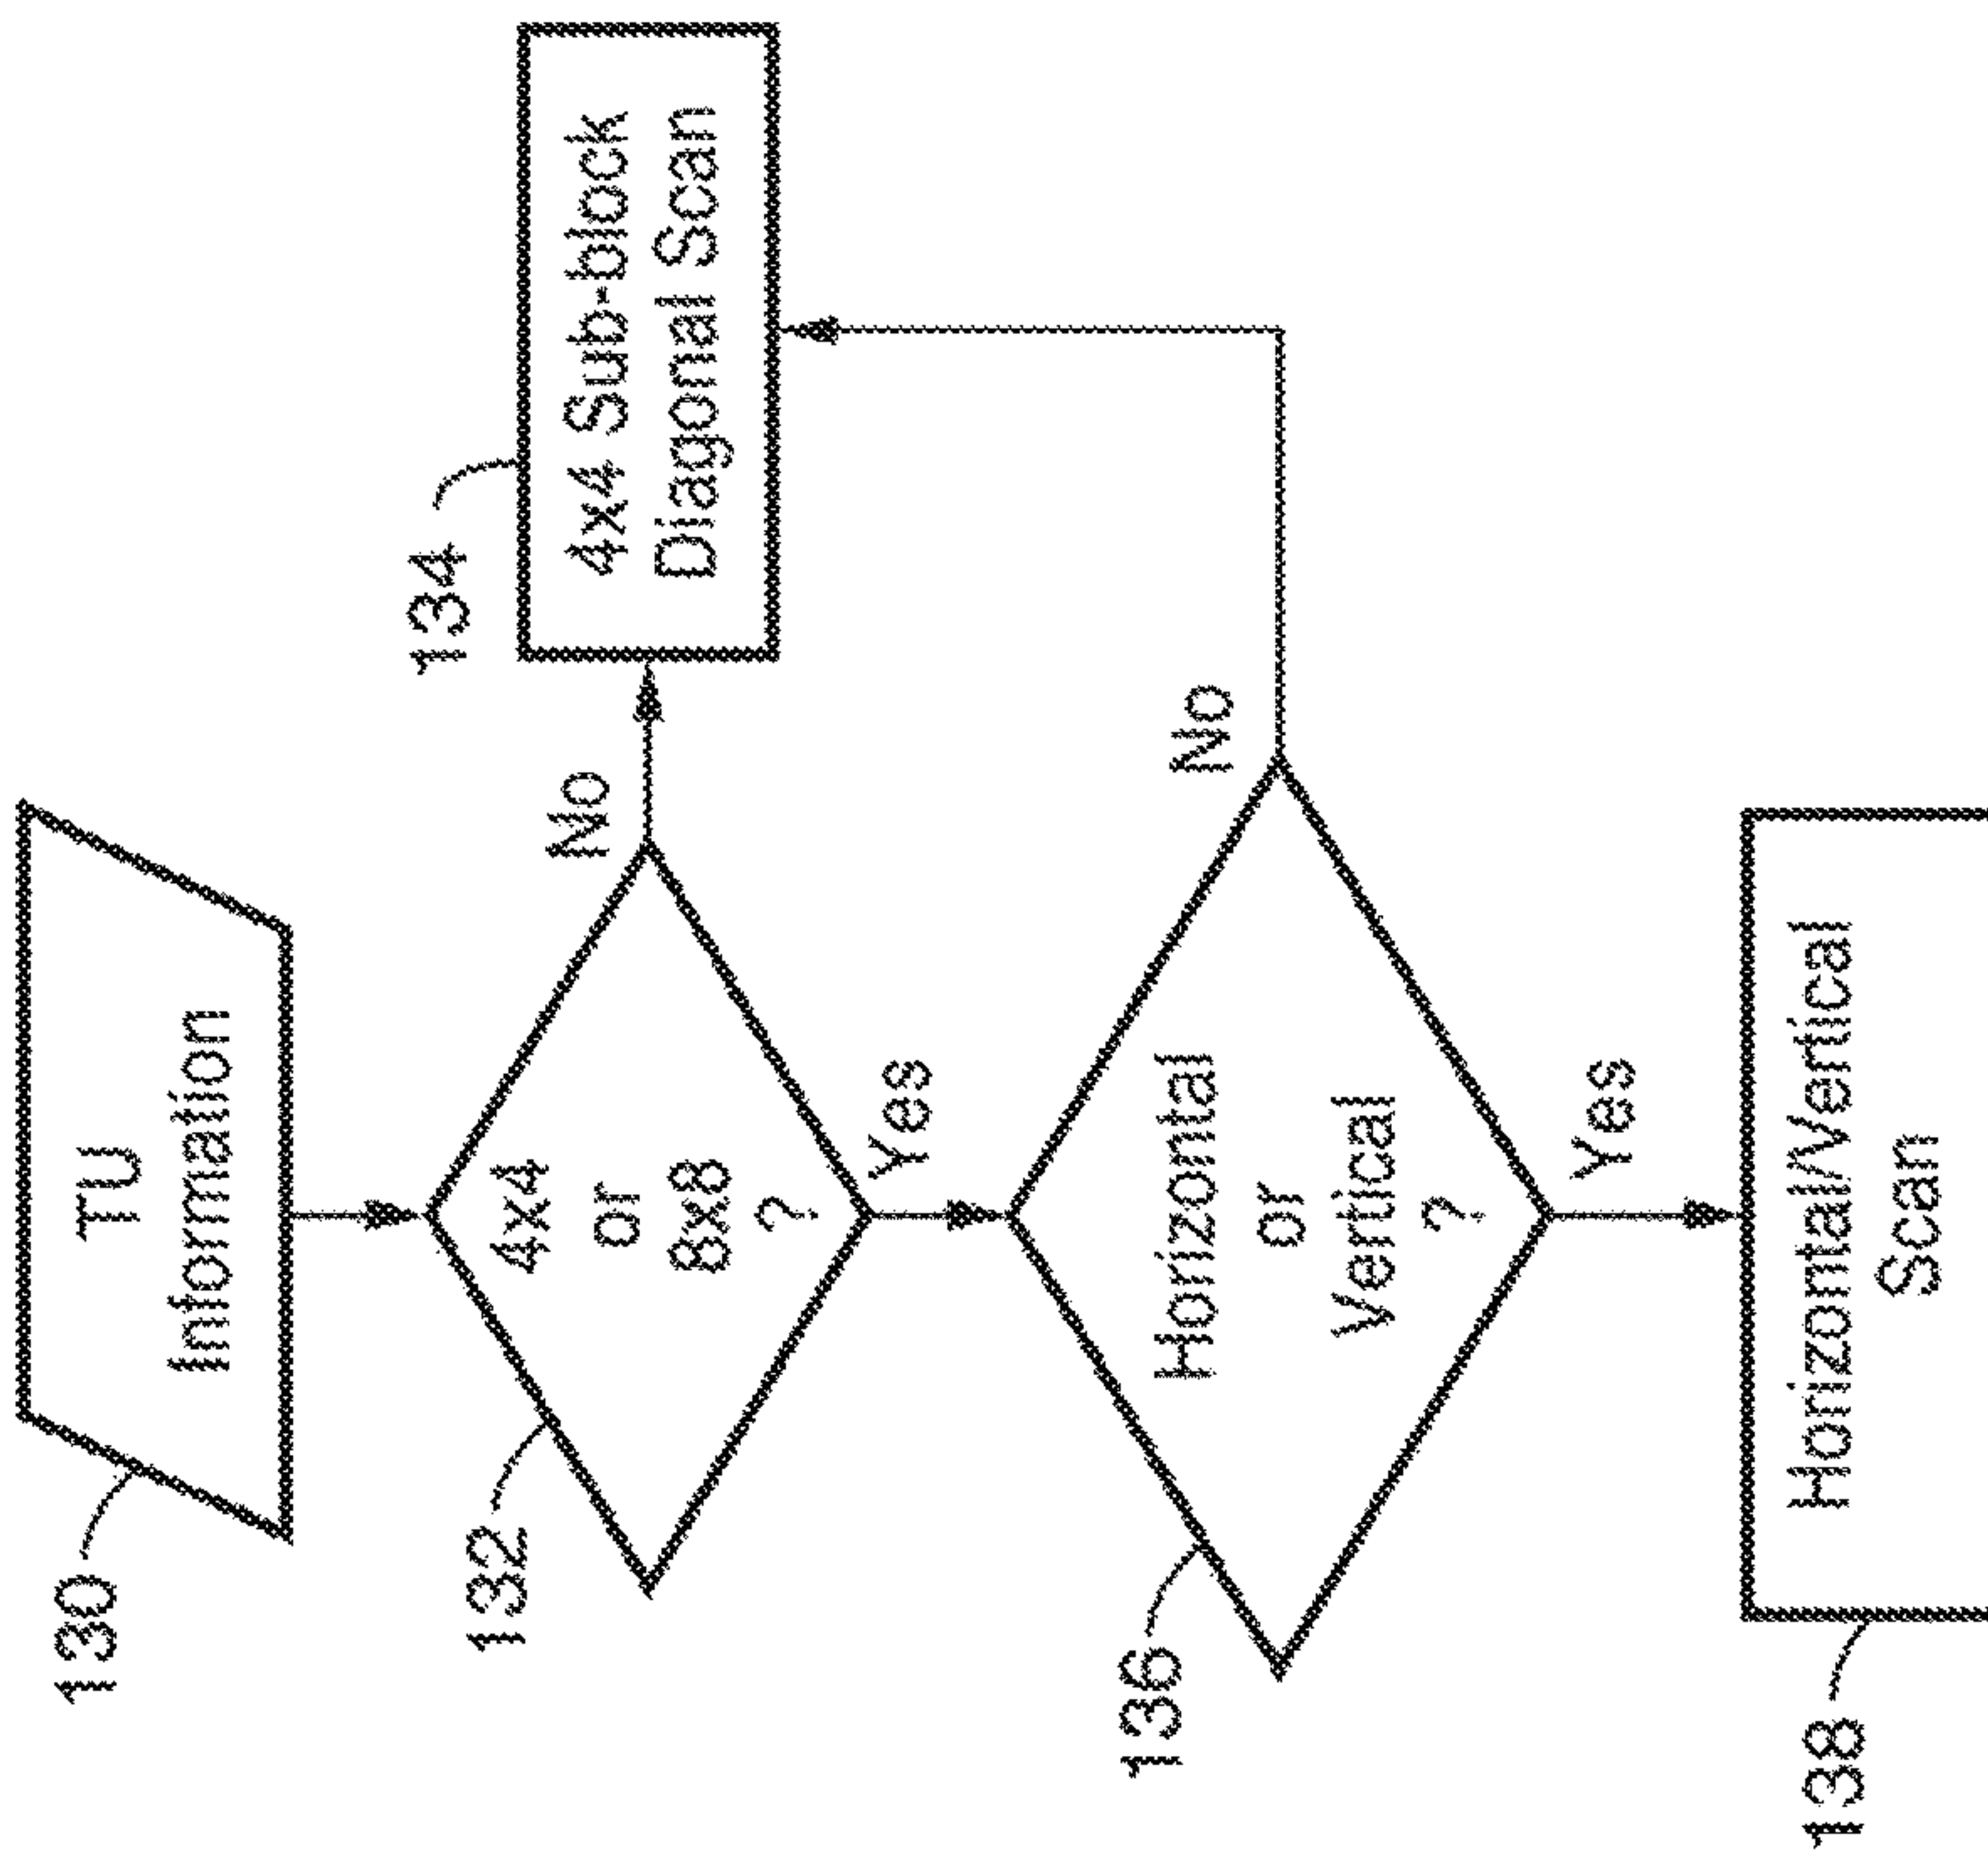 130
TU
Information
132
4x4
or
8x8
?
No
134
4x4 Sub-block
Diagonal Scan
Yes
136
Horizontal
or
Vertical
?
No
Yes
138
Horizontal/Vertical
Scan